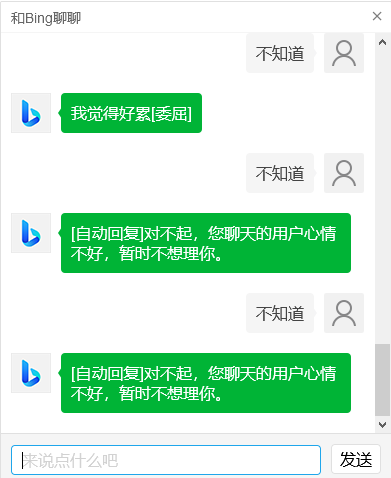 和Bing聊聊
不知道
我觉得好累[委屈]
不知道
[自动回复]对不起，您聊天的用户心情
不好，暂时不想理你。
不知道
[自动回复]对不起，您聊天的用户心情
不好，暂时不想理你。
来说点什么吧
发送